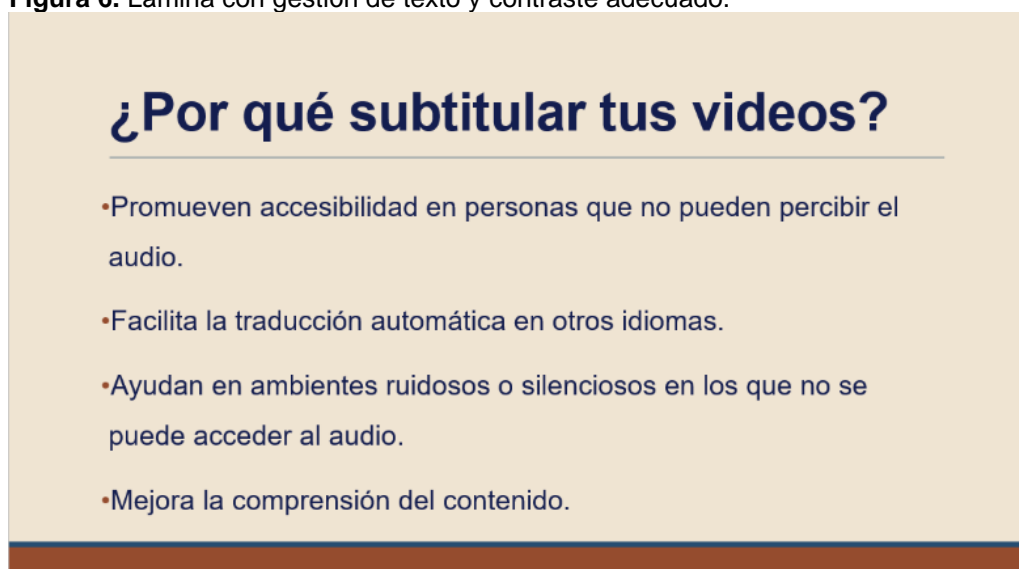 Figura 6. Lámina con gestión de texto y contraste adecuado.
¿Por qué subtitular tus videos?
•Promueven accesibilidad en personas que no pueden percibir el
audio.
•Facilita la traducción automática en otros idiomas.
•Ayudan en ambientes ruidosos o silenciosos en los que no se
puede acceder al audio.
•Mejora la comprensión del contenido.